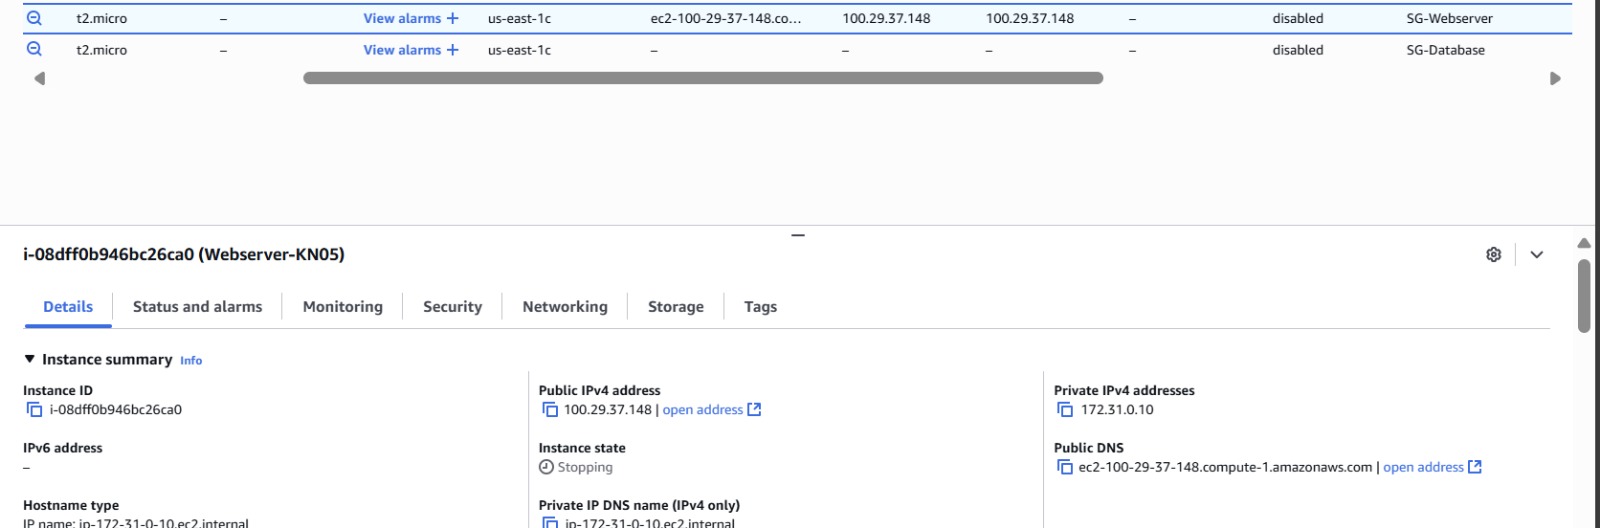 t2.micro – View alarms + us-east-1c ec2-100-29-37-148.co... 100.29.37.148 100.29.37.148 – disabled SG-Webserver
t2.micro – View alarms + us-east-1c – – – – disabled SG-Database
i-08dff0b946bc26ca0 (Webserver-KN05)
Details Status and alarms Monitoring Security Networking Storage Tags
Instance summary Info
Instance ID
i-08dff0b946bc26ca0
IPv6 address
–
Hostname type
IP name: ip-172-31-0-10.ec2.internal
Public IPv4 address
100.29.37.148 | open address
Instance state
Stopping
Private IP DNS name (IPv4 only)
ip-172-31-0-10.ec2.internal
Private IPv4 addresses
172.31.0.10
Public DNS
ec2-100-29-37-148.compute-1.amazonaws.com | open address